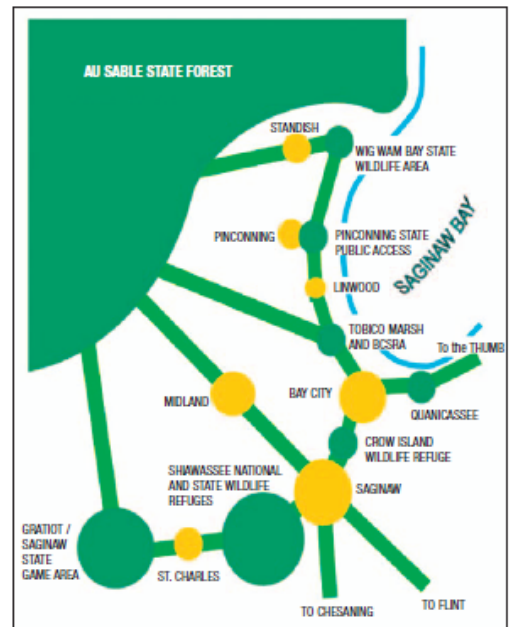 AU SABLE STATE FOREST
STANDISH
WIG WAM BAY STATE
WILDLIFE AREA
PINCONNING
PINCONNING STATE
PUBLIC ACCESS
SAGINAW BAY
LINWOOD
TOBICO MARSH
AND BCSRA
To the THUMB
MIDLAND
BAY CITY
QUANICASSEE
CROW ISLAND
WILDLIFE REFUGE
SHIAWASSEE NATIONAL
AND STATE WILDLIFE
REFUGES
SAGINAW
GRATIOT /
SAGINAW
STATE
GAME AREA
ST. CHARLES
TO CHESANING
TO FLINT